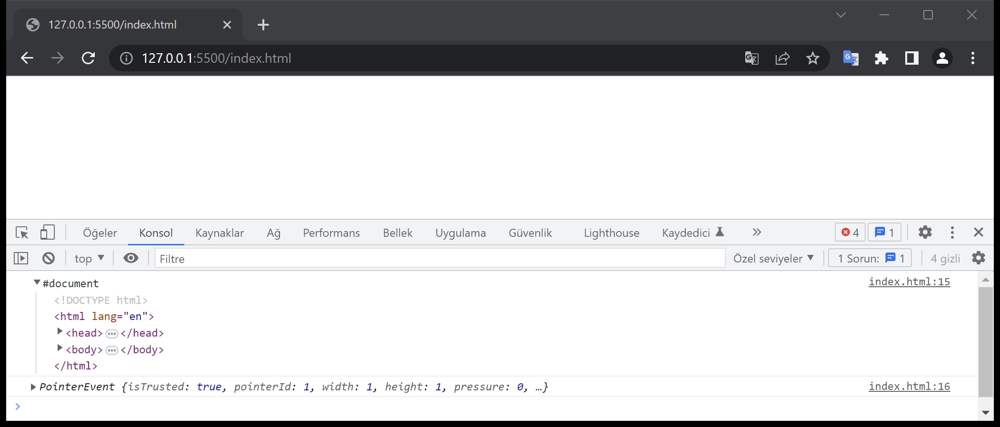 127.0.0.1:5500/index.html
127.0.0.1:5500/index.html
Öğeler Konsol Kaynaklar Ağ Performans Bellek Uygulama Güvenlik Lighthouse Kaydedici 4 1
top Filtre Özel seviyeler 1 Sorun: 1 4 gizli
#document index.html:15
<!DOCTYPE html>
<html lang="en">
<head>…</head>
<body>…</body>
</html>
PointerEvent {isTrusted: true, pointerId: 1, width: 1, height: 1, pressure: 0, …} index.html:16